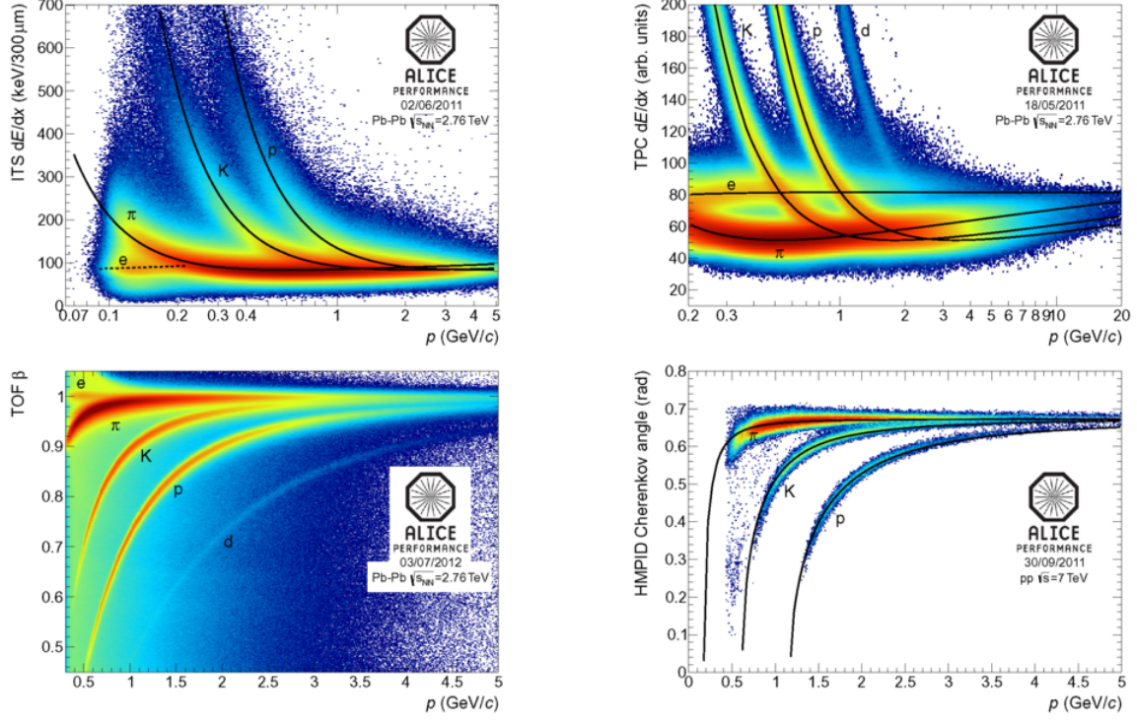 ITS dE/dx (keV/300 μm)
700
600
500
400
300
200
100
0
ALICE
PERFORMANCE
02/06/2011
Pb-Pb √sNN=2.76 TeV
p
K
π
e
0.07 0.1 0.2 0.3 0.4 1 2 3 4 5
p (GeV/c)
TPC dE/dx (arb. units)
200
180
160
140
120
100
80
60
40
20
K p d
ALICE
PERFORMANCE
18/05/2011
Pb-Pb √sNN=2.76 TeV
e
π
0.2 0.3 1 2 3 4 5 6 7 8 910 20
p (GeV/c)
TOF β
1
0.9
0.8
0.7
0.6
0.5
e
π
K
p
d
ALICE
PERFORMANCE
03/07/2012
Pb-Pb √sNN=2.76 TeV
0.5 1 1.5 2 2.5 3 3.5 4 4.5 5
p (GeV/c)
HMPID Cherenkov angle (rad)
0.8
0.7
0.6
0.5
0.4
0.3
0.2
0.1
0
π
K
p
ALICE
PERFORMANCE
30/09/2011
pp √s=7 TeV
0 0.5 1 1.5 2 2.5 3 3.5 4 4.5 5
p (GeV/c)